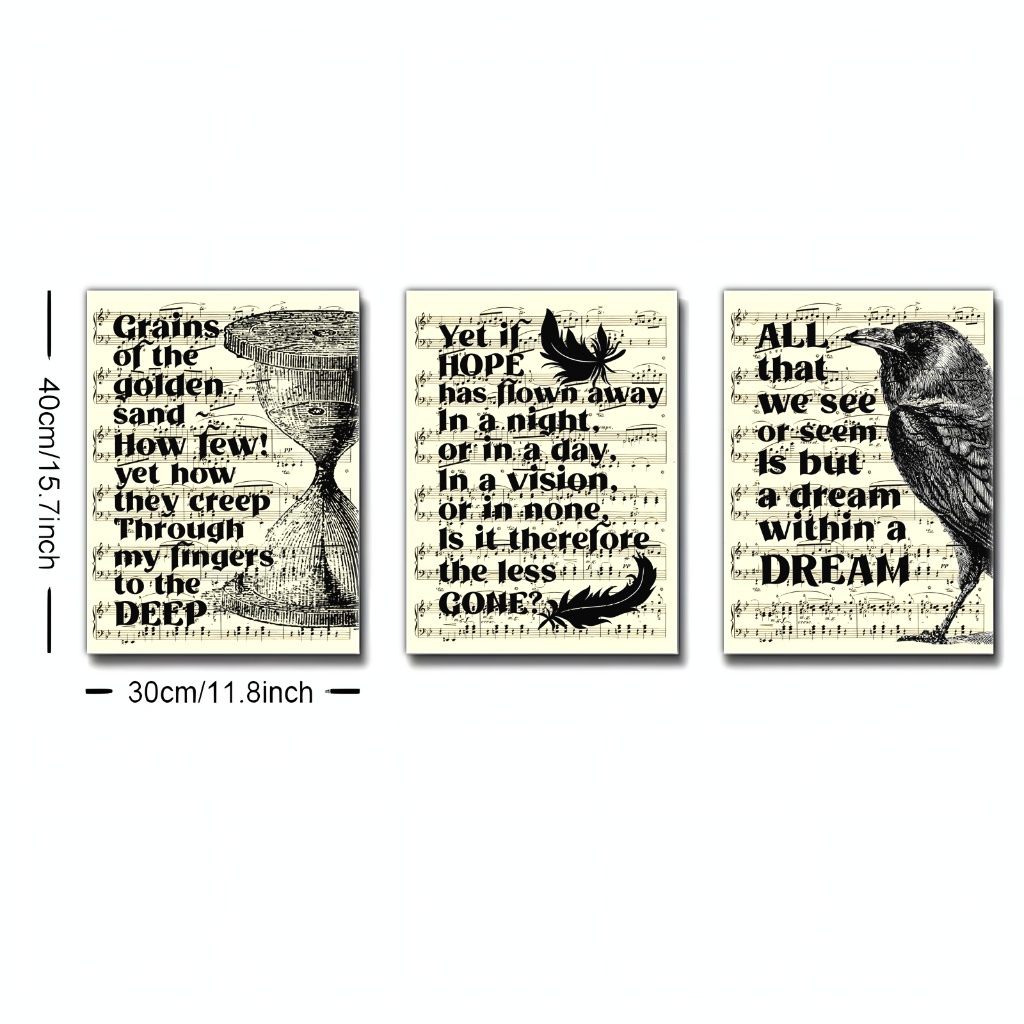 Grains
of the
golden
sand ~
How few!
yet how
they creep
Through
my fingers
to the
DEEP
Yet if
HOPE
has flown away
In a night,
or in a day,
In a vision,
or in none,
Is it therefore
the less
GONE?
ALL
that
we see
or seem
Is but
a dream
within a
DREAM
40cm/15.7inch
30cm/11.8inch